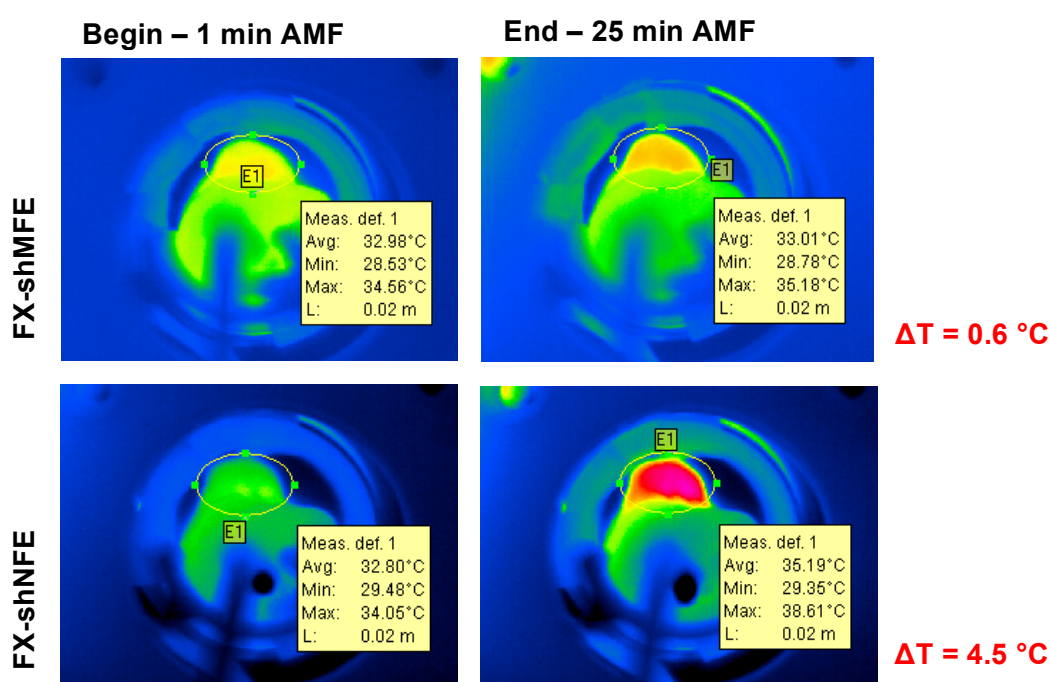 Begin – 1 min AMF
End – 25 min AMF
FX-shMFE
E1
Meas. def. 1
Avg: 32.98°C
Min: 28.53°C
Max: 34.56°C
L: 0.02 m
E1
Meas. def. 1
Avg: 33.01°C
Min: 28.78°C
Max: 35.18°C
L: 0.02 m
ΔT = 0.6 °C
FX-shNFE
E1
Meas. def. 1
Avg: 32.80°C
Min: 29.48°C
Max: 34.05°C
L: 0.02 m
E1
Meas. def. 1
Avg: 35.19°C
Min: 29.35°C
Max: 38.61°C
L: 0.02 m
ΔT = 4.5 °C